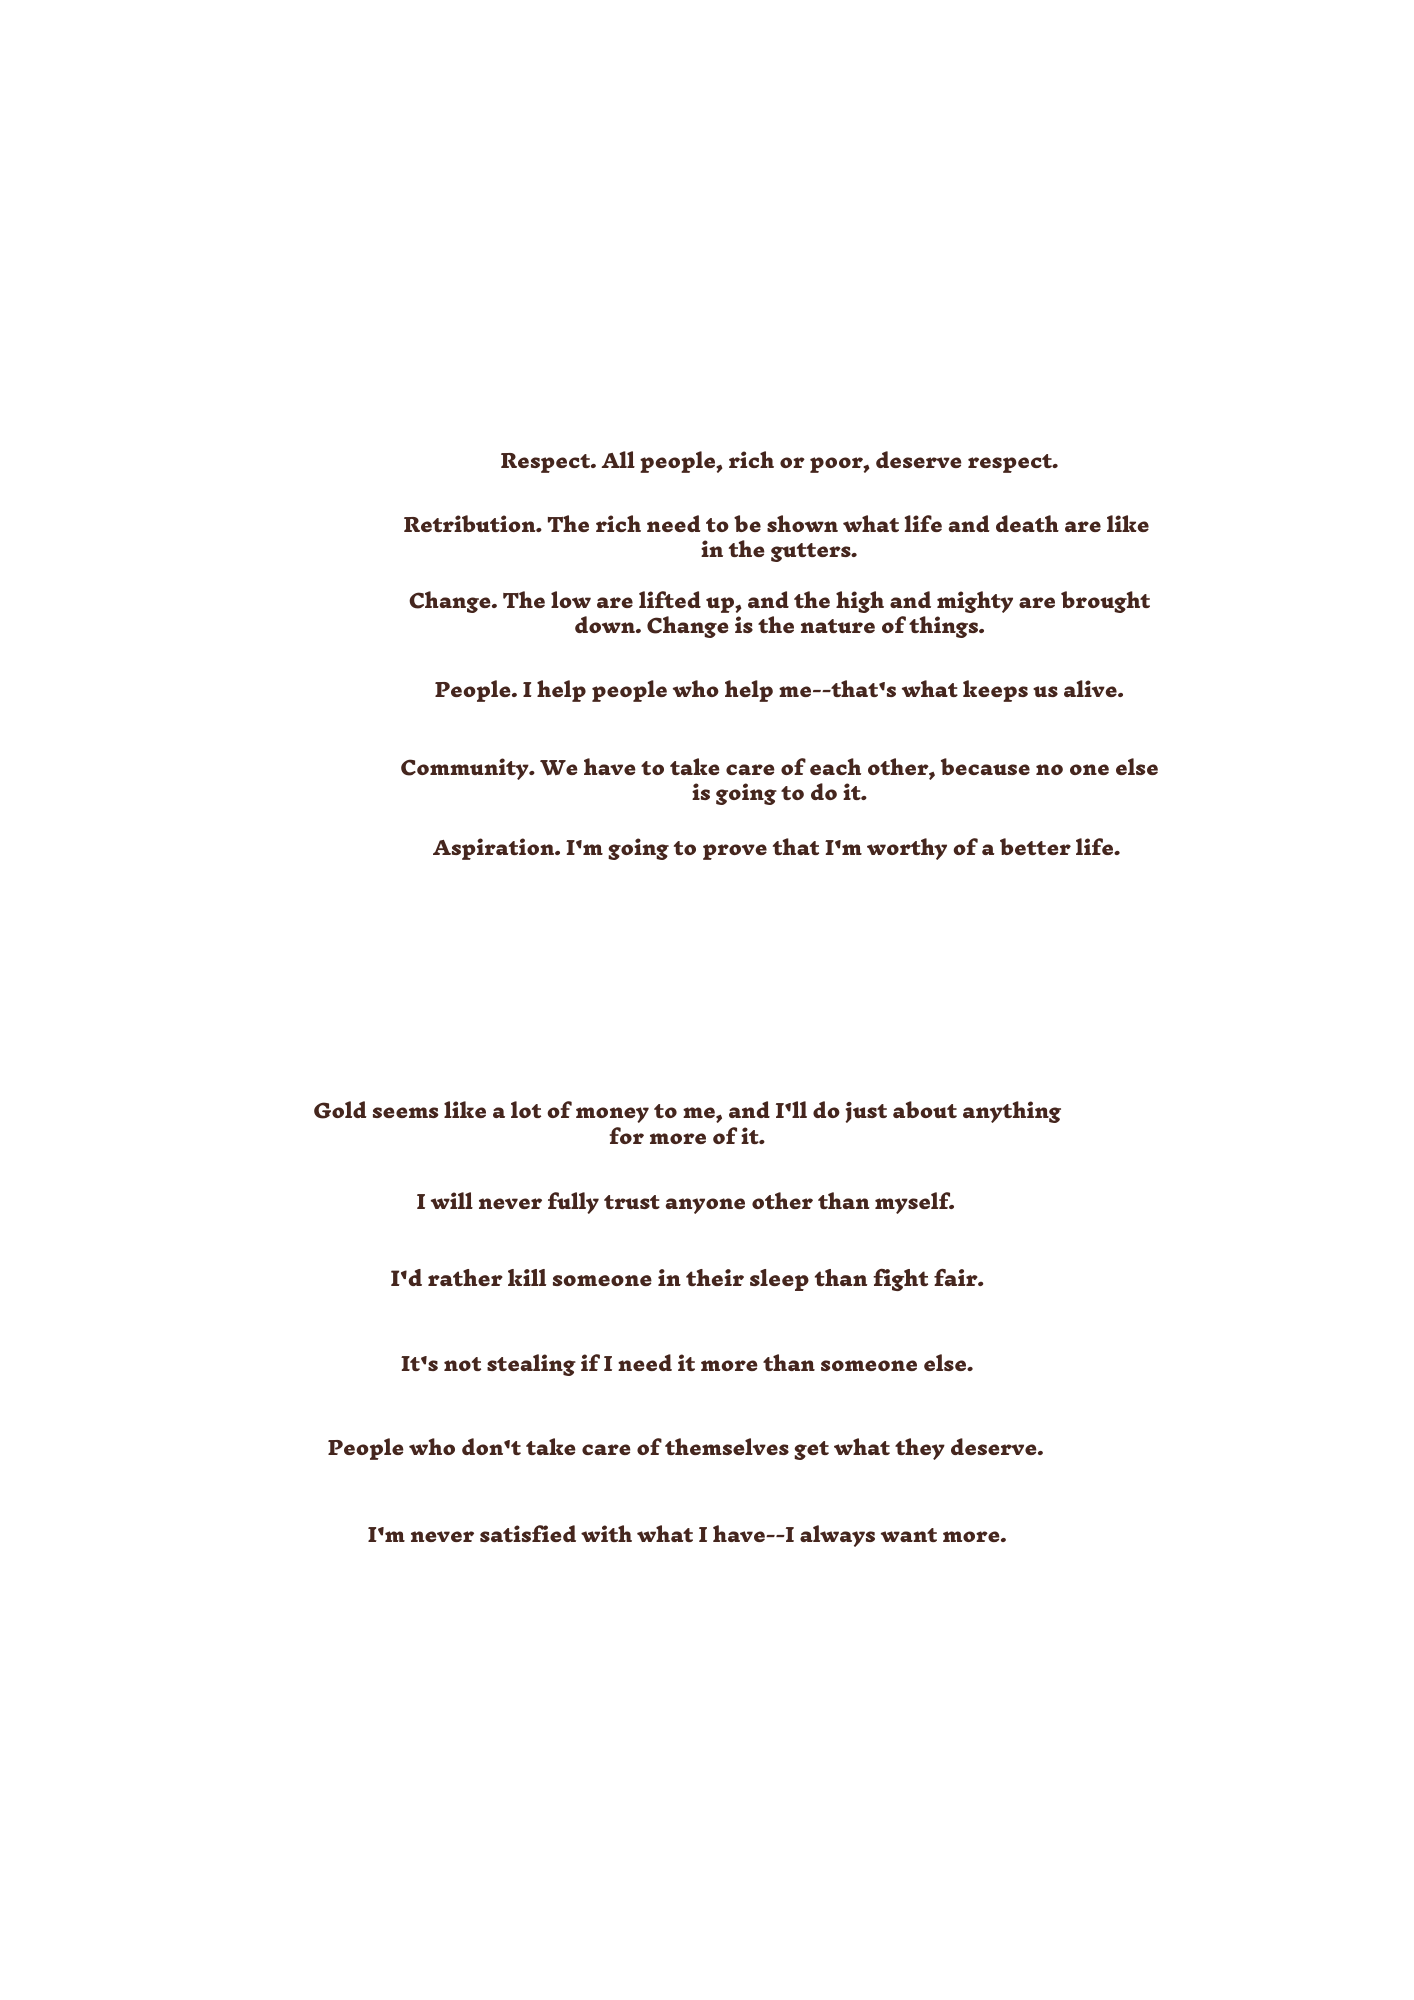 Respect. All people, rich or poor, deserve respect.
Retribution. The rich need to be shown what life and death are like
in the gutters.
Change. The low are lifted up, and the high and mighty are brought
down. Change is the nature of things.
People. I help people who help me--that's what keeps us alive.
Community. We have to take care of each other, because no one else
is going to do it.
Aspiration. I'm going to prove that I'm worthy of a better life.
Gold seems like a lot of money to me, and I'll do just about anything
for more of it.
I will never fully trust anyone other than myself.
I'd rather kill someone in their sleep than fight fair.
It's not stealing if I need it more than someone else.
People who don't take care of themselves get what they deserve.
I'm never satisfied with what I have--I always want more.